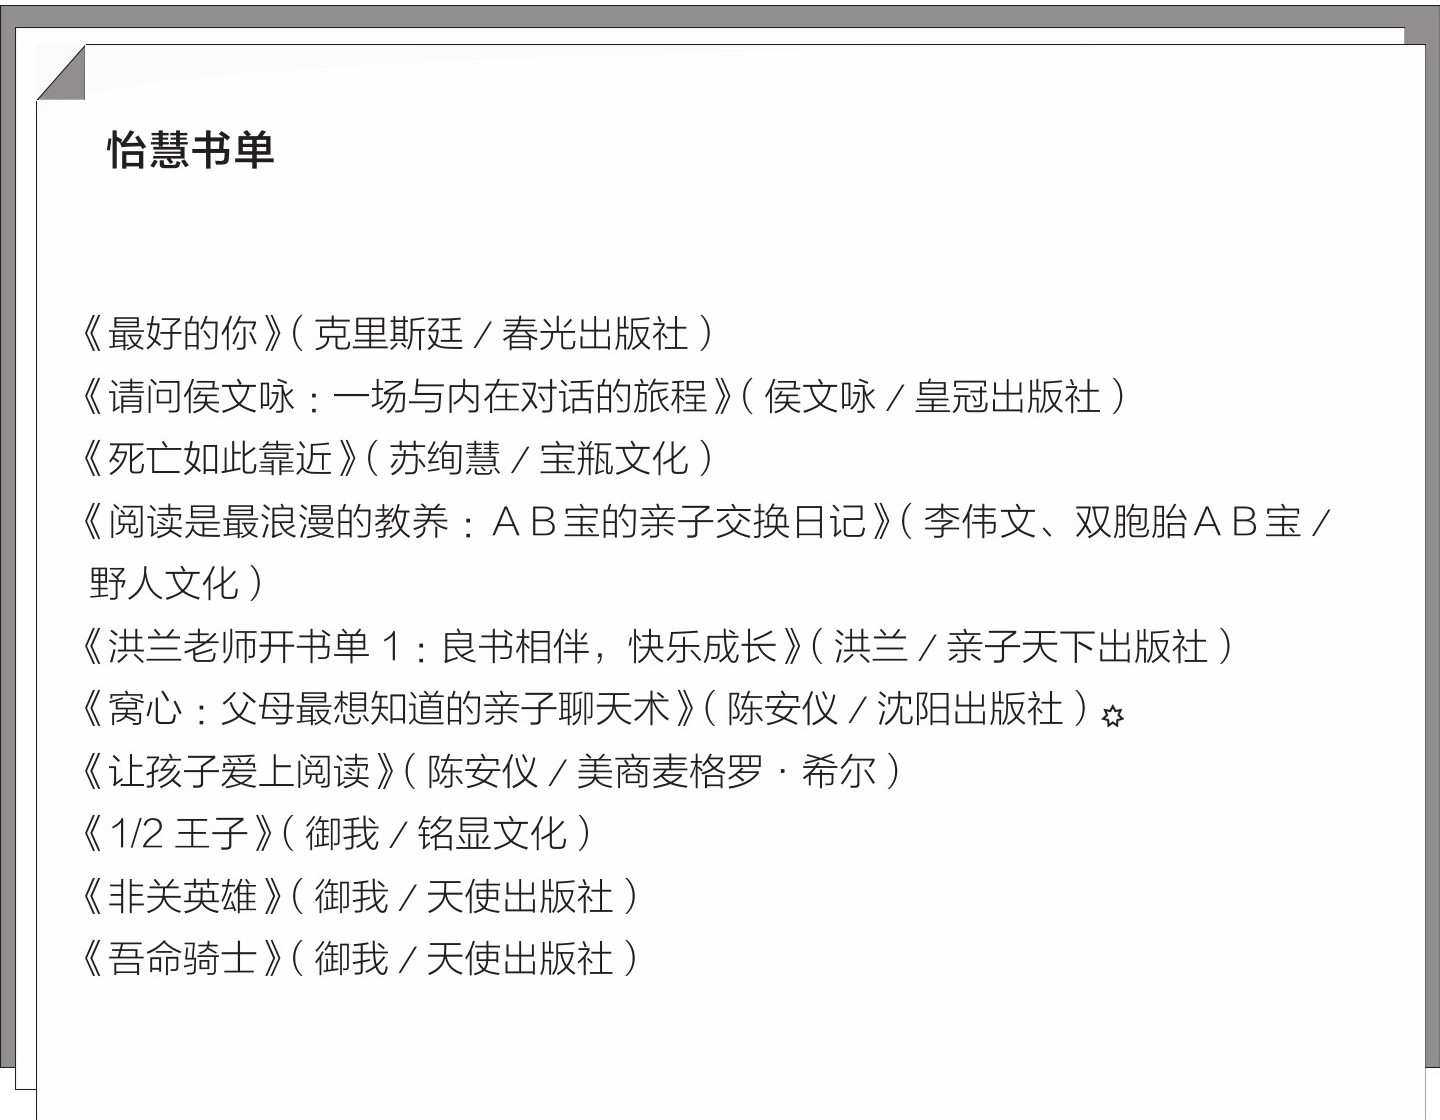 怡慧书单
《最好的你》（克里斯廷／春光出版社）
《请问侯文咏：一场与内在对话的旅程》（侯文咏／皇冠出版社）
《死亡如此靠近》（苏绚慧／宝瓶文化）
《阅读是最浪漫的教养：ＡＢ宝的亲子交换日记》（李伟文、双胞胎ＡＢ宝／
野人文化）
《洪兰老师开书单 1：良书相伴，快乐成长》（洪兰／亲子天下出版社）
《窝心：父母最想知道的亲子聊天术》（陈安仪／沈阳出版社）✡
《让孩子爱上阅读》（陈安仪／美商麦格罗·希尔）
《1/2 王子》（御我／铭显文化）
《非关英雄》（御我／天使出版社）
《吾命骑士》（御我／天使出版社）